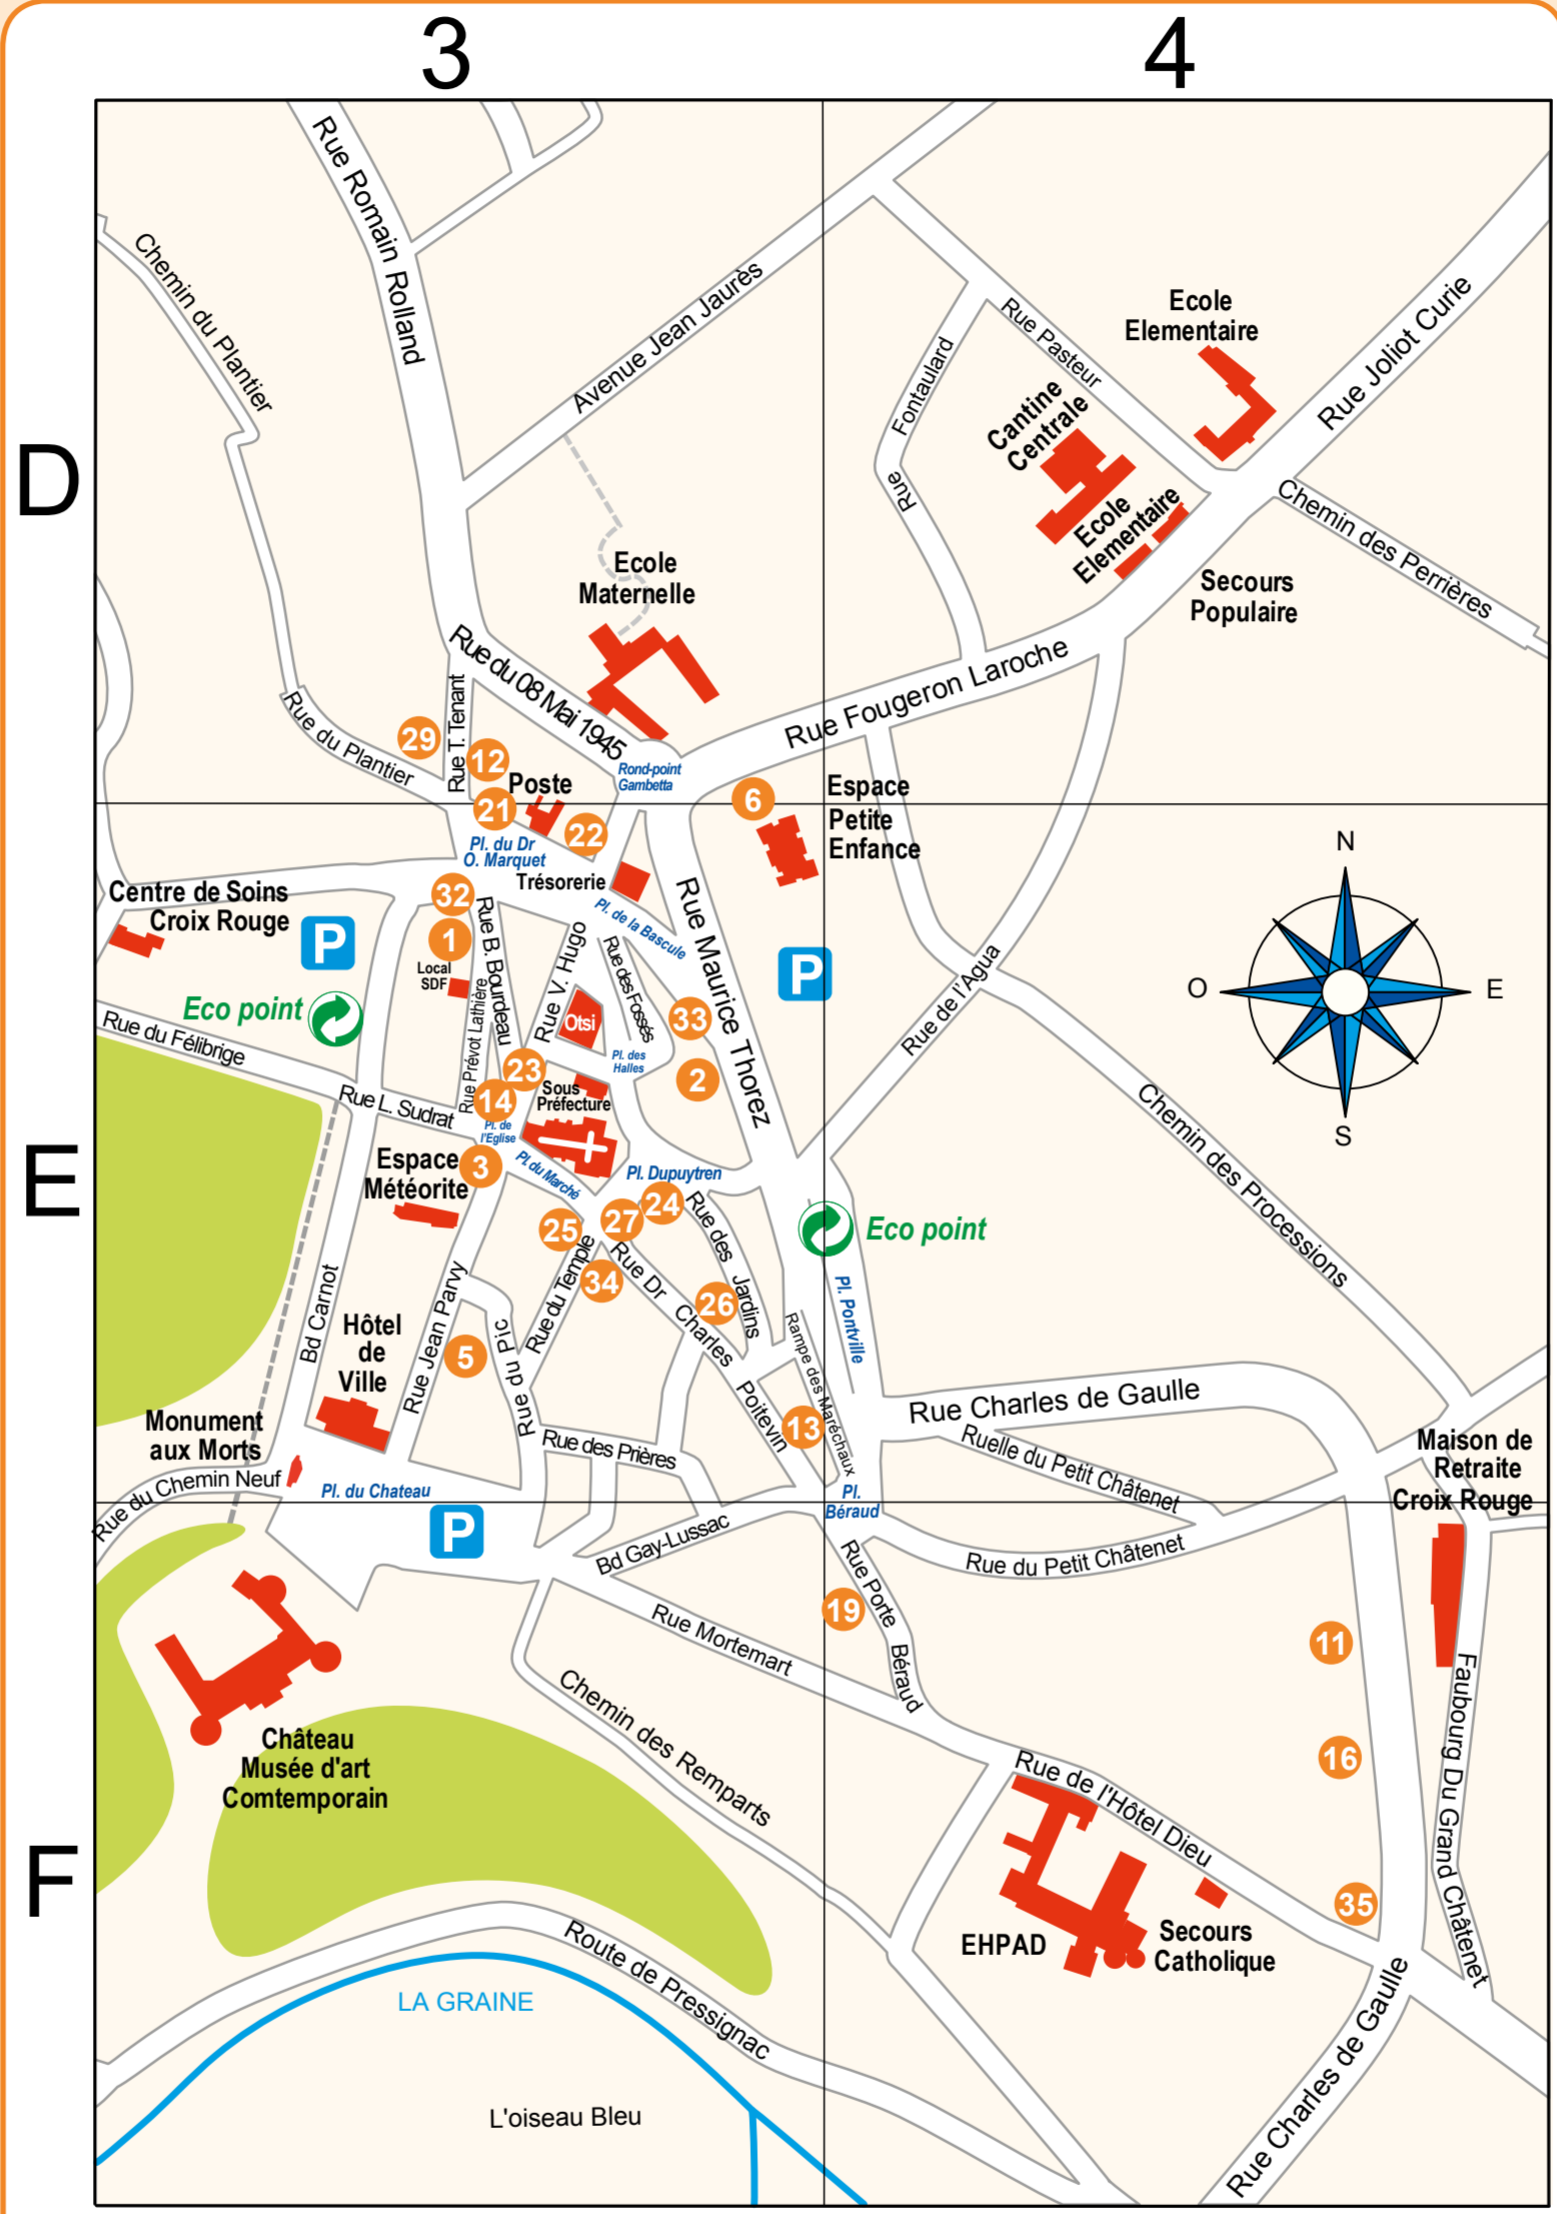 3
4
D
E
F
Rue Romain Rolland
Chemin du Plantier
Avenue Jean Jaurès
Rue Pasteur
Ecole
Elementaire
Rue Joliot Curie
Cantine
Centrale
Rue Fontaulard
Ecole
Elementaire
Chemin des Perrières
Secours
Populaire
Ecole
Maternelle
Rue du 08 Mai 1945
Rue T. Tenant
Rue du Plantier
29
12
Poste
21
22
Rond-point
Gambetta
Rue Fougeron Laroche
6
Espace
Petite
Enfance
Pl. du Dr
O. Marquet
Trésorerie
Pl. de la Bascule
Centre de Soins
Croix Rouge
P
32
1
Local
SDF
Rue B. Bourdeau
Rue Prévot Lathière
Rue V. Hugo
Rue des Fossés
Rue Maurice Thorez
P
Rue de l'Agua
N
O
E
S
Eco point
Rue du Félibrige
Otsi
33
Pl. des
Halles
2
23
14
Sous
Préfecture
Rue L. Sudrat
Pl. de
l'Eglise
Pl. du Marché
Pl. Dupuytren
Espace
Météorite
3
24
27
25
34
Rue des Jardins
Rue du Temple
Rue Dr Charles Poitevin
26
Eco point
Pl. Pontville
Chemin des Processions
Bd Carnot
Hôtel
de
Ville
Rue Jean Parvy
5
Rue du Pic
Rampe des Maréchaux
13
Rue Charles de Gaulle
Ruelle du Petit Châtenet
Maison de
Retraite
Croix Rouge
Monument
aux Morts
Rue du Chemin Neuf
Pl. du Chateau
Rue des Prières
Pl.
Béraud
P
Bd Gay-Lussac
Rue du Petit Châtenet
Rue Porte Béraud
19
Rue Mortemart
11
16
35
Faubourg Du Grand Châtenet
Château
Musée d'art
Comtemporain
Chemin des Remparts
Rue de l'Hôtel Dieu
EHPAD
Secours
Catholique
Route de Pressignac
LA GRAINE
L'oiseau Bleu
Rue Charles de Gaulle